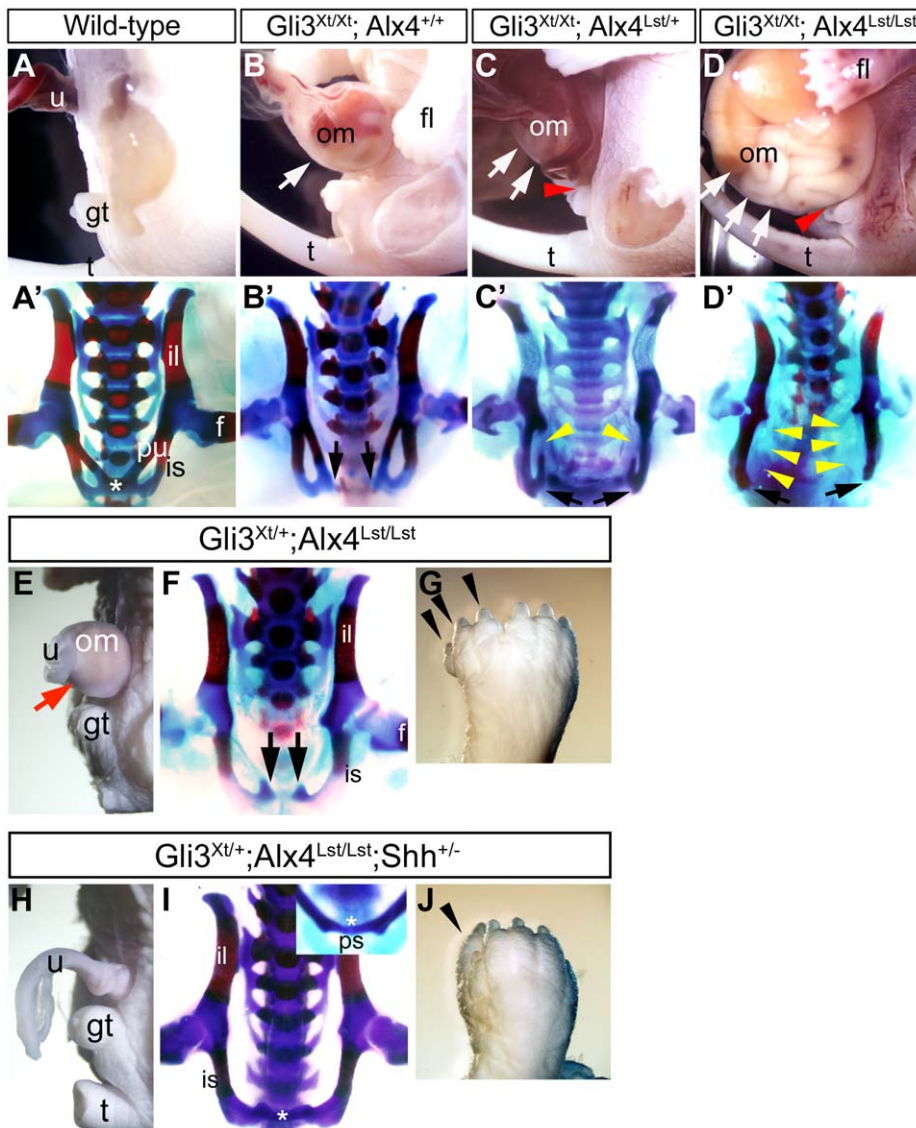 Wild-type
Gli3Xt/Xt; Alx4+/+
Gli3Xt/Xt; Alx4Lst/+
Gli3Xt/Xt; Alx4Lst/Lst
A
u
gt
t
B
om
fl
t
C
om
t
D
fl
om
t
A’
il
f
pu
is
*
B’
C’
D’
Gli3Xt/+;Alx4Lst/Lst
E
u
om
gt
F
il
f
is
G
Gli3Xt/+;Alx4Lst/Lst;Shh+/-
H
u
gt
t
I
il
*
ps
is
*
J